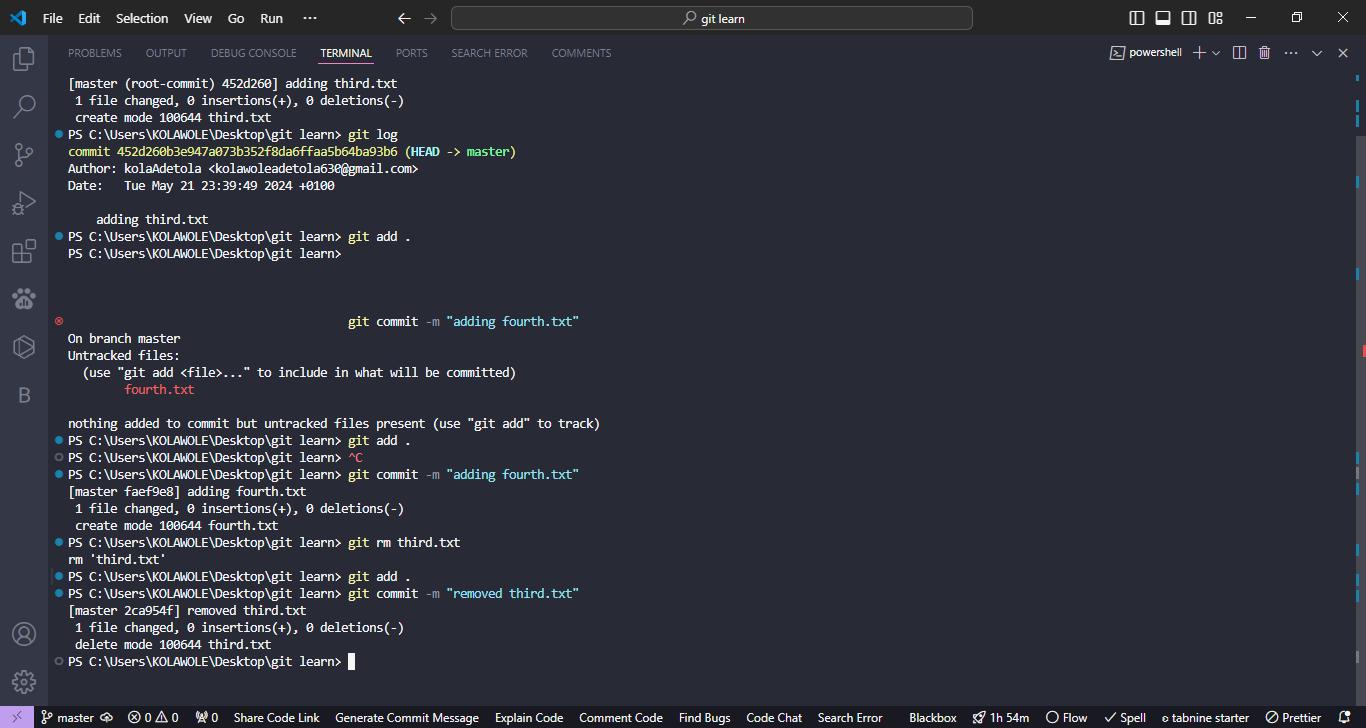 File Edit Selection View Go Run ···
git learn
PROBLEMS OUTPUT DEBUG CONSOLE TERMINAL PORTS SEARCH ERROR COMMENTS
powershell
[master (root-commit) 452d260] adding third.txt
1 file changed, 0 insertions(+), 0 deletions(-)
create mode 100644 third.txt
PS C:\Users\KOLAWOLE\Desktop\git learn> git log
commit 452d260b3e947a073b352f8da6ffaa5b64ba93b6 (HEAD -> master)
Author: kolaAdetola <kolawoleadetola630@gmail.com>
Date:   Tue May 21 23:39:49 2024 +0100
adding third.txt
PS C:\Users\KOLAWOLE\Desktop\git learn> git add .
PS C:\Users\KOLAWOLE\Desktop\git learn>
git commit -m "adding fourth.txt"
On branch master
Untracked files:
(use "git add <file>..." to include in what will be committed)
fourth.txt
nothing added to commit but untracked files present (use "git add" to track)
PS C:\Users\KOLAWOLE\Desktop\git learn> git add .
PS C:\Users\KOLAWOLE\Desktop\git learn> ^C
PS C:\Users\KOLAWOLE\Desktop\git learn> git commit -m "adding fourth.txt"
[master faef9e8] adding fourth.txt
1 file changed, 0 insertions(+), 0 deletions(-)
create mode 100644 fourth.txt
PS C:\Users\KOLAWOLE\Desktop\git learn> git rm third.txt
rm 'third.txt'
PS C:\Users\KOLAWOLE\Desktop\git learn> git add .
PS C:\Users\KOLAWOLE\Desktop\git learn> git commit -m "removed third.txt"
[master 2ca954f] removed third.txt
1 file changed, 0 insertions(+), 0 deletions(-)
delete mode 100644 third.txt
PS C:\Users\KOLAWOLE\Desktop\git learn>
B
master 0 0 0 Share Code Link Generate Commit Message Explain Code Comment Code Find Bugs Code Chat Search Error Blackbox 1h 54m Flow Spell tabnine starter Prettier